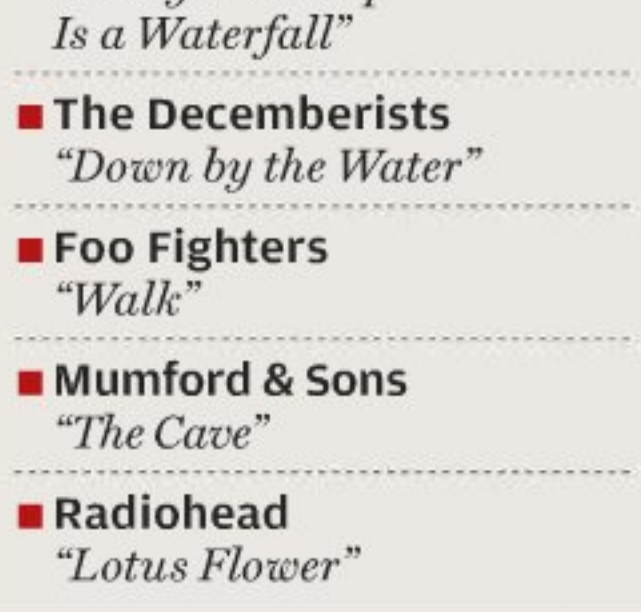 Is a Waterfall”
The Decemberists
“Down by the Water”
Foo Fighters
“Walk”
Mumford & Sons
“The Cave”
Radiohead
“Lotus Flower”